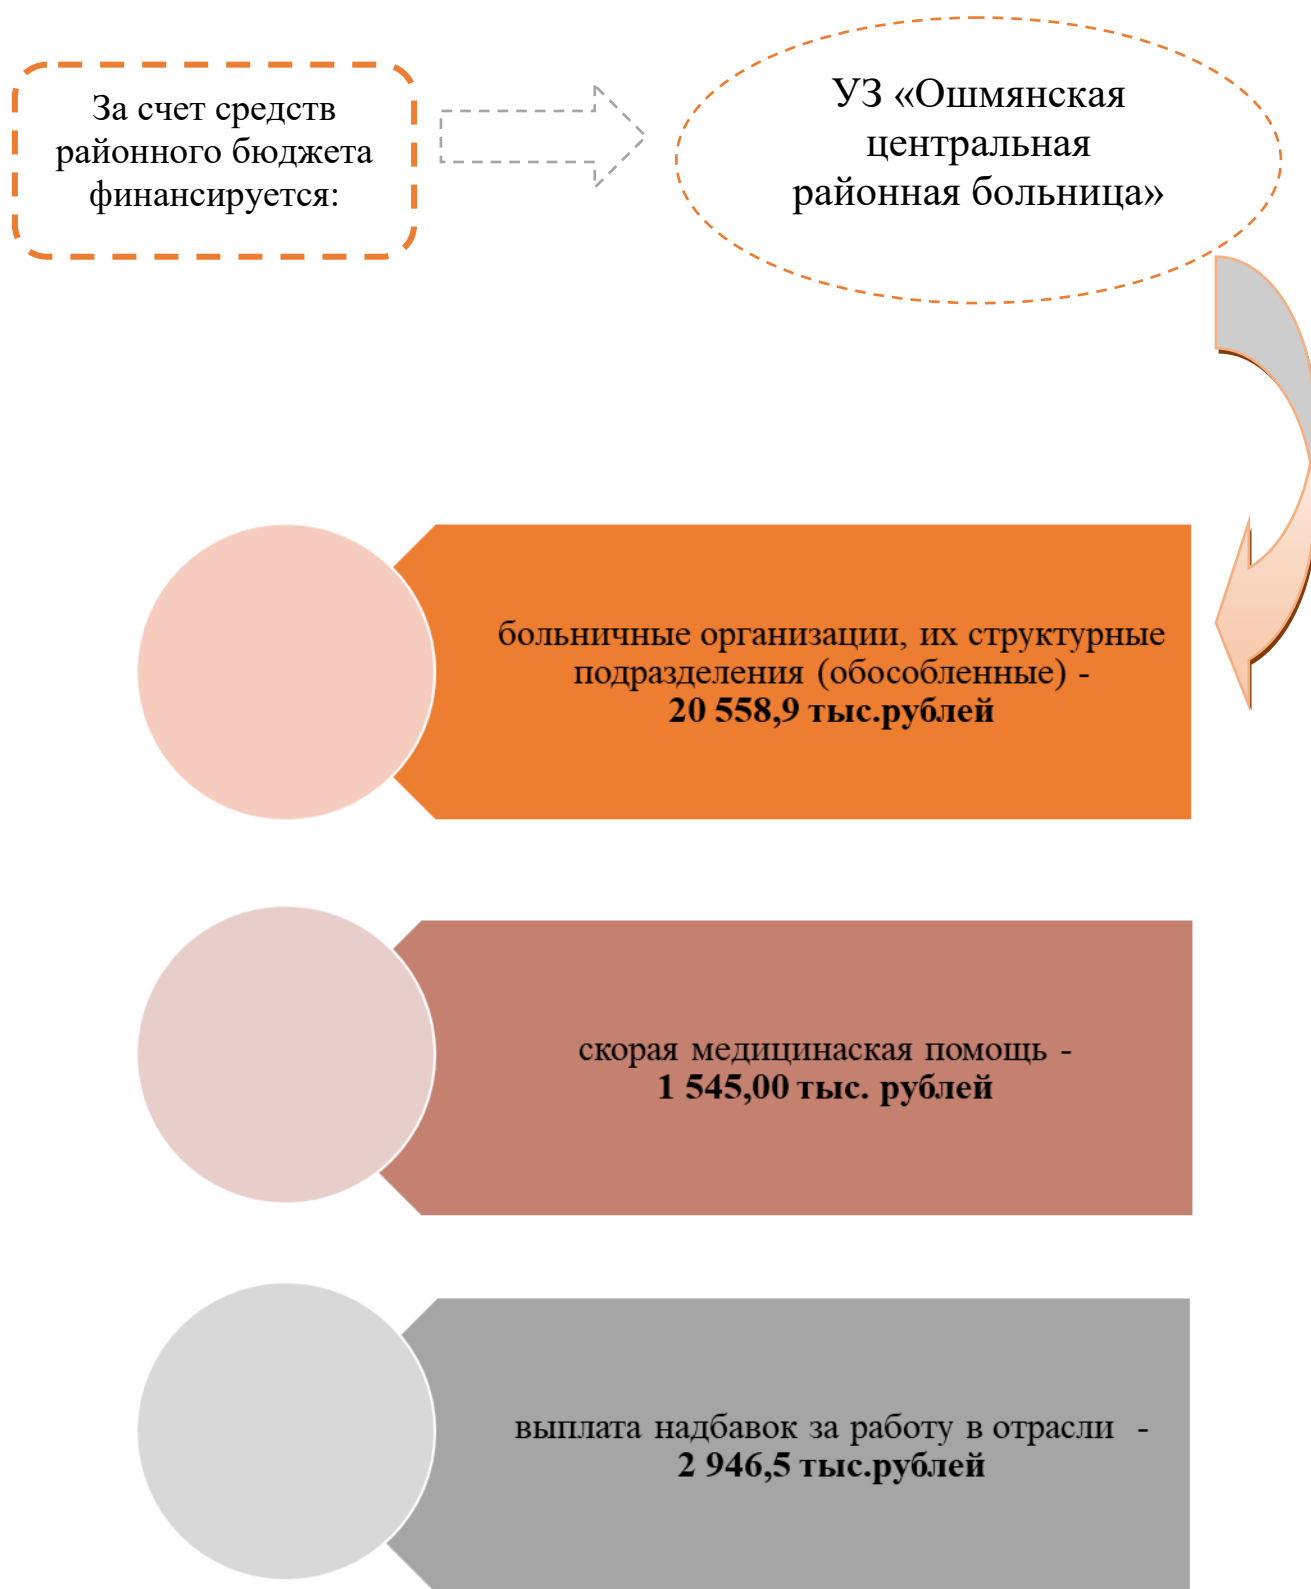 За счет средств
районного бюджета
финансируется:
УЗ «Ошмянская
центральная
районная больница»
больничные организации, их структурные
подразделения (обособленные) -
20 558,9 тыс.рублей
скорая медицинаская помощь -
1 545,00 тыс. рублей
выплата надбавок за работу в отрасли -
2 946,5 тыс.рублей